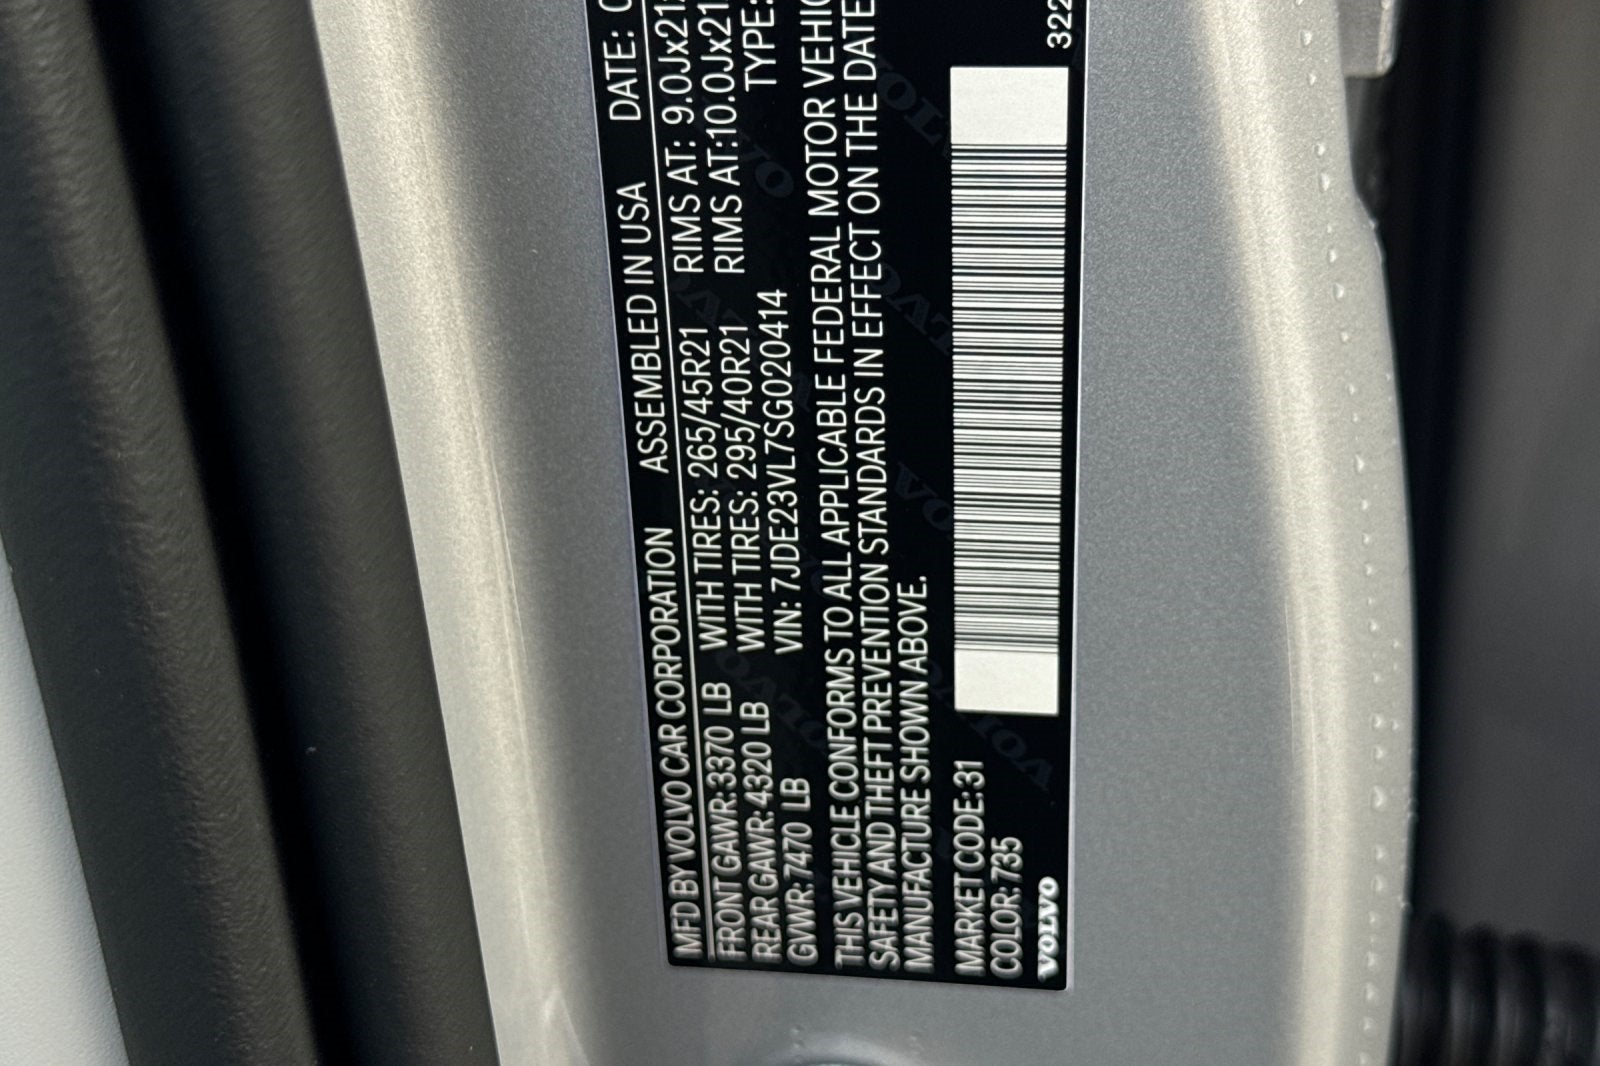 MFD BY VOLVO CAR CORPORATION ASSEMBLED IN USA DATE: 0
FRONT GAWR:3370 LB WITH TIRES: 265/45R21 RIMS AT: 9.0Jx21
REAR GAWR:4320 LB WITH TIRES: 295/40R21 RIMS AT:10.0Jx21
GVWR:7470 LB VIN: 7JDE23VL7SG020414 TYPE:
THIS VEHICLE CONFORMS TO ALL APPLICABLE FEDERAL MOTOR VEHIC
SAFETY AND THEFT PREVENTION STANDARDS IN EFFECT ON THE DATE
MANUFACTURE SHOWN ABOVE.
MARKET CODE:31
COLOR:735
VOLVO
322